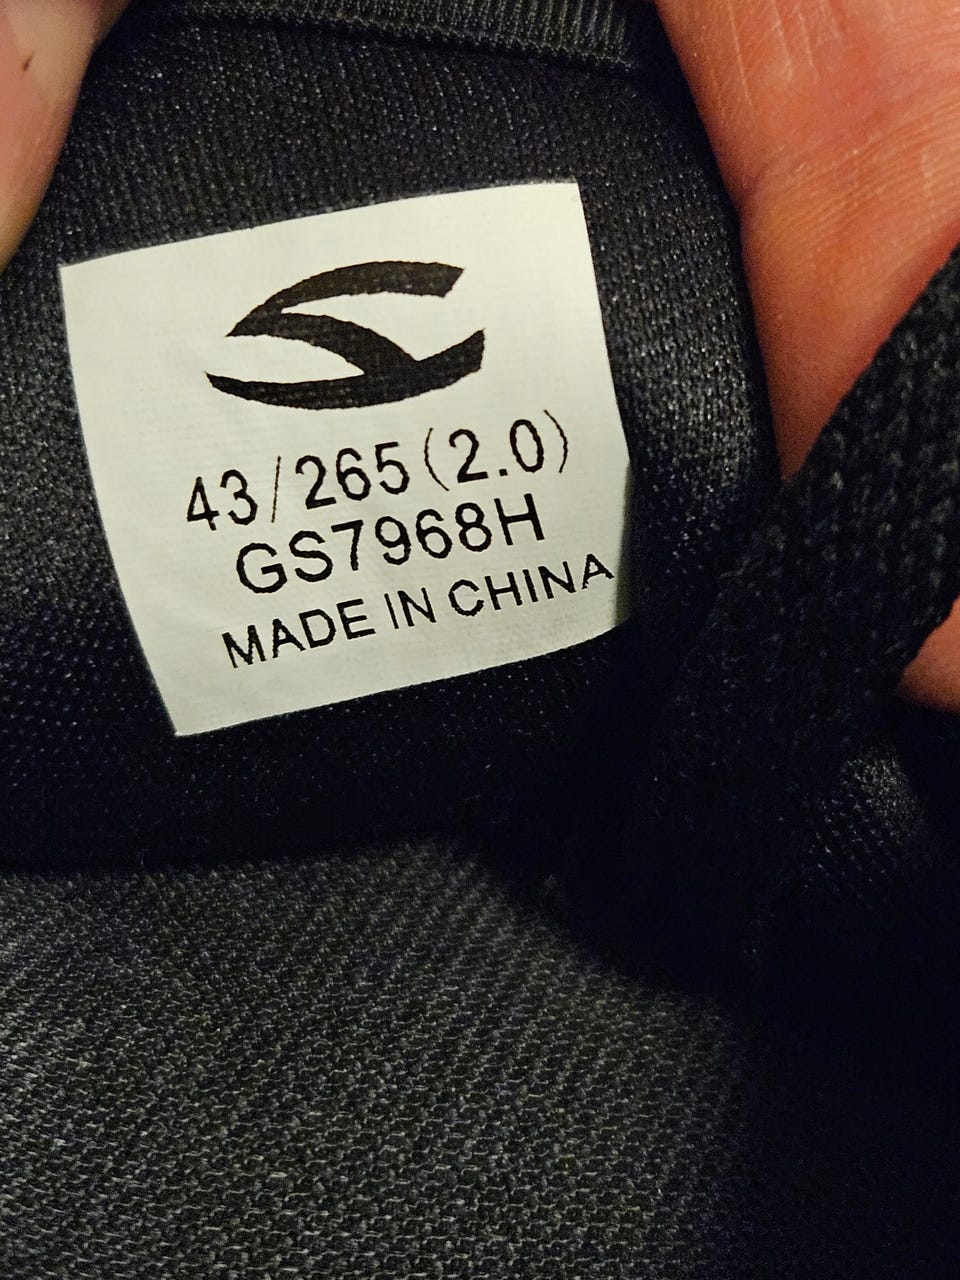 43/265(2.0)
GS7968H
MADE IN CHINA